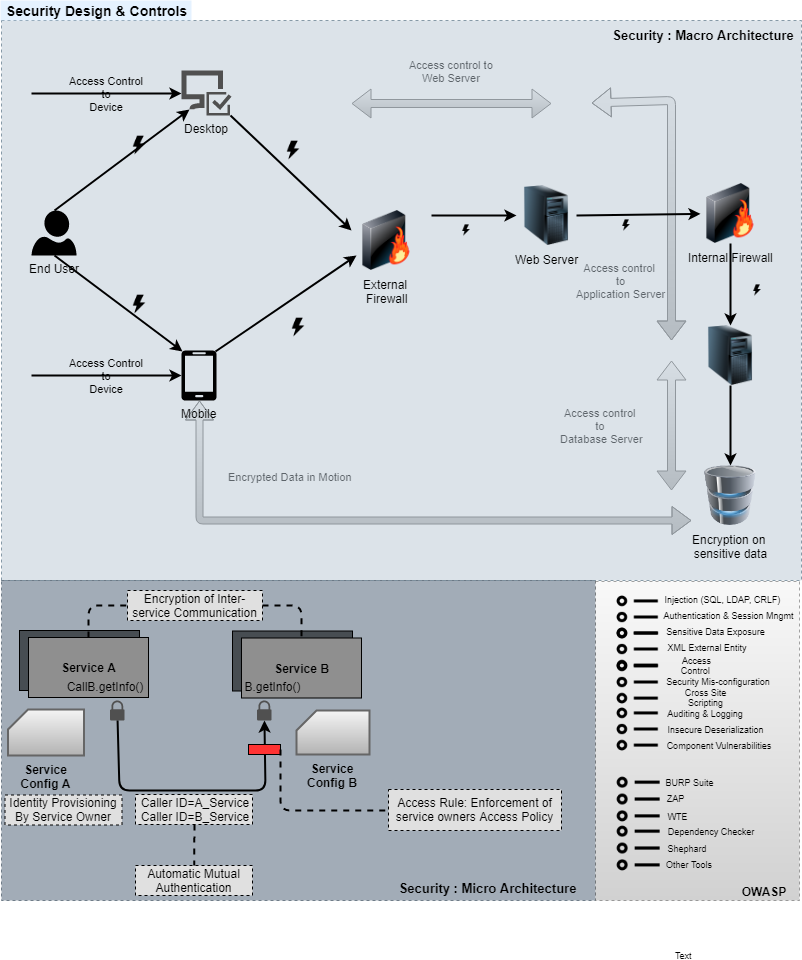 Security Design & Controls
Security : Macro Architecture
Access Control
to
Device
Desktop
Access control to
Web Server
End User
External
Firewall
Web Server
Internal Firewall
Access control
to
Application Server
Access Control
to
Device
Mobile
Access control
to
Database Server
Encrypted Data in Motion
Encryption on
sensitive data
Encryption of Inter-
service Communication
Service A
CallB.getInfo()
Service B
B.getInfo()
Service
Config A
Service
Config B
Identity Provisioning
By Service Owner
Caller ID=A_Service
Caller ID=B_Service
Access Rule: Enforcement of
service owners Access Policy
Automatic Mutual
Authentication
Security : Micro Architecture
Injection (SQL, LDAP, CRLF)
Authentication & Session Mngmt
Sensitive Data Exposure
XML External Entity
Access
Control
Security Mis-configuration
Cross Site
Scripting
Auditing & Logging
Insecure Deserialization
Component Vulnerabilities
BURP Suite
ZAP
WTE
Dependency Checker
Shephard
Other Tools
OWASP
Text